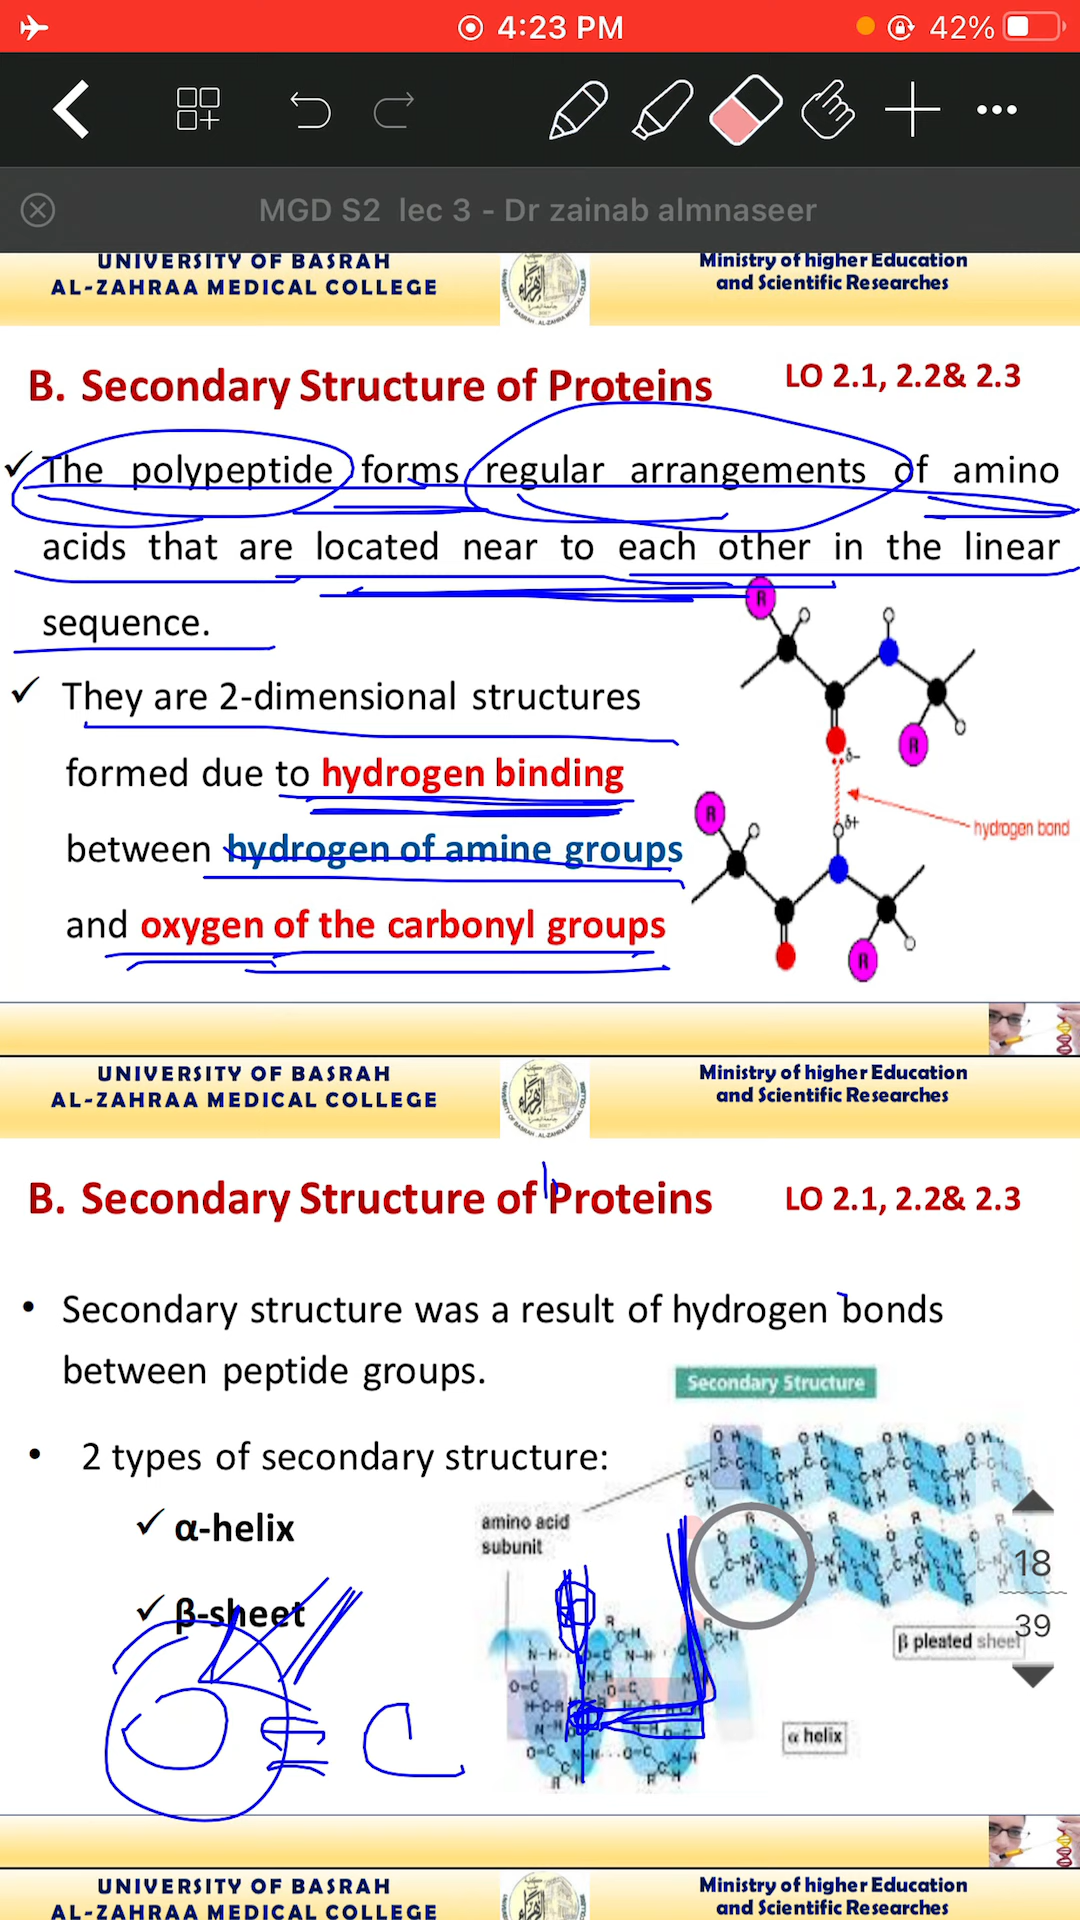 4:23 PM
42%
MGD S2 lec 3 - Dr zainab almnaseer
UNIVERSITY OF BASRAH
AL-ZAHRAA MEDICAL COLLEGE
Ministry of higher Education
and Scientific Researches
B. Secondary Structure of Proteins
LO 2.1, 2.2& 2.3
✓ The polypeptide forms regular arrangements of amino
acids that are located near to each other in the linear
sequence.
✓ They are 2-dimensional structures
formed due to hydrogen binding
between hydrogen of amine groups
and oxygen of the carbonyl groups
R
R
δ-
R
δ+
hydrogen bond
R
UNIVERSITY OF BASRAH
AL-ZAHRAA MEDICAL COLLEGE
Ministry of higher Education
and Scientific Researches
B. Secondary Structure of Proteins
LO 2.1, 2.2& 2.3
• Secondary structure was a result of hydrogen bonds
between peptide groups.
Secondary Structure
• 2 types of secondary structure:
✓ α-helix
amino acid
subunit
✓ β-sheet
18
39
β pleated sheet
α helix
O = C
UNIVERSITY OF BASRAH
AL-ZAHRAA MEDICAL COLLEGE
Ministry of higher Education
and Scientific Researches